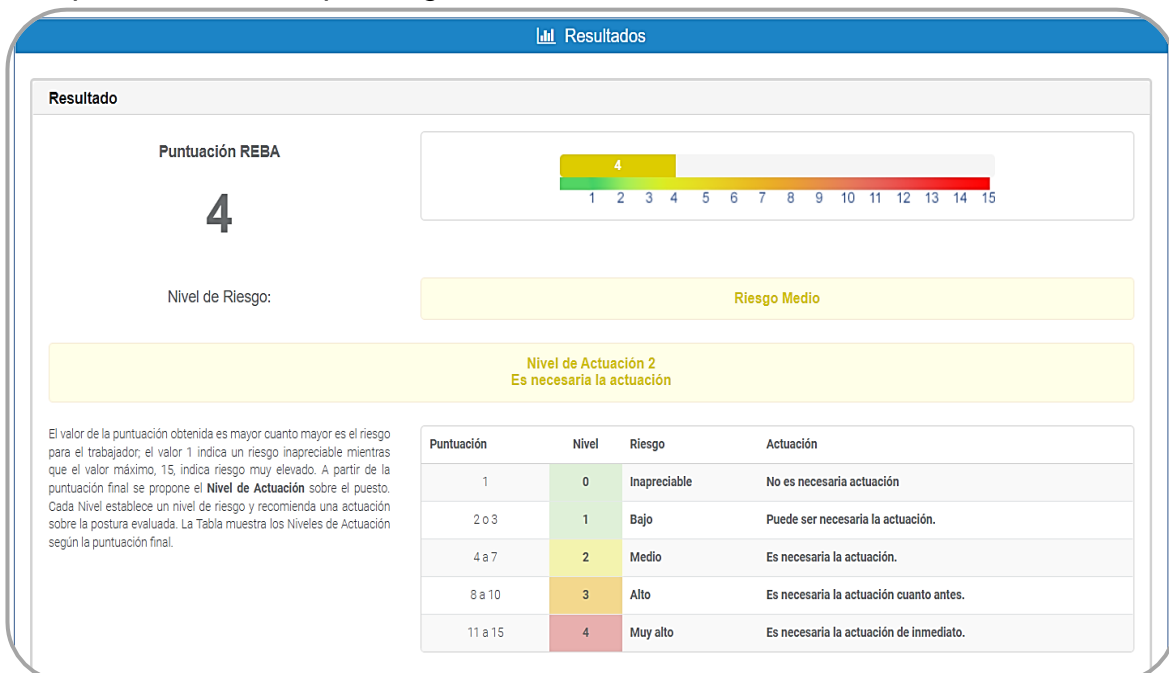 Resultados
Resultado
Puntuación REBA
4
4
1 2 3 4 5 6 7 8 9 10 11 12 13 14 15
Nivel de Riesgo:
Riesgo Medio
Nivel de Actuación 2
Es necesaria la actuación
El valor de la puntuación obtenida es mayor cuanto mayor es el riesgo
para el trabajador; el valor 1 indica un riesgo inapreciable mientras
que el valor máximo, 15, indica riesgo muy elevado. A partir de la
puntuación final se propone el Nivel de Actuación sobre el puesto.
Cada Nivel establece un nivel de riesgo y recomienda una actuación
sobre la postura evaluada. La Tabla muestra los Niveles de Actuación
según la puntuación final.
Puntuación Nivel Riesgo Actuación
1 0 Inapreciable No es necesaria actuación
2 o 3 1 Bajo Puede ser necesaria la actuación.
4 a 7 2 Medio Es necesaria la actuación.
8 a 10 3 Alto Es necesaria la actuación cuanto antes.
11 a 15 4 Muy alto Es necesaria la actuación de inmediato.